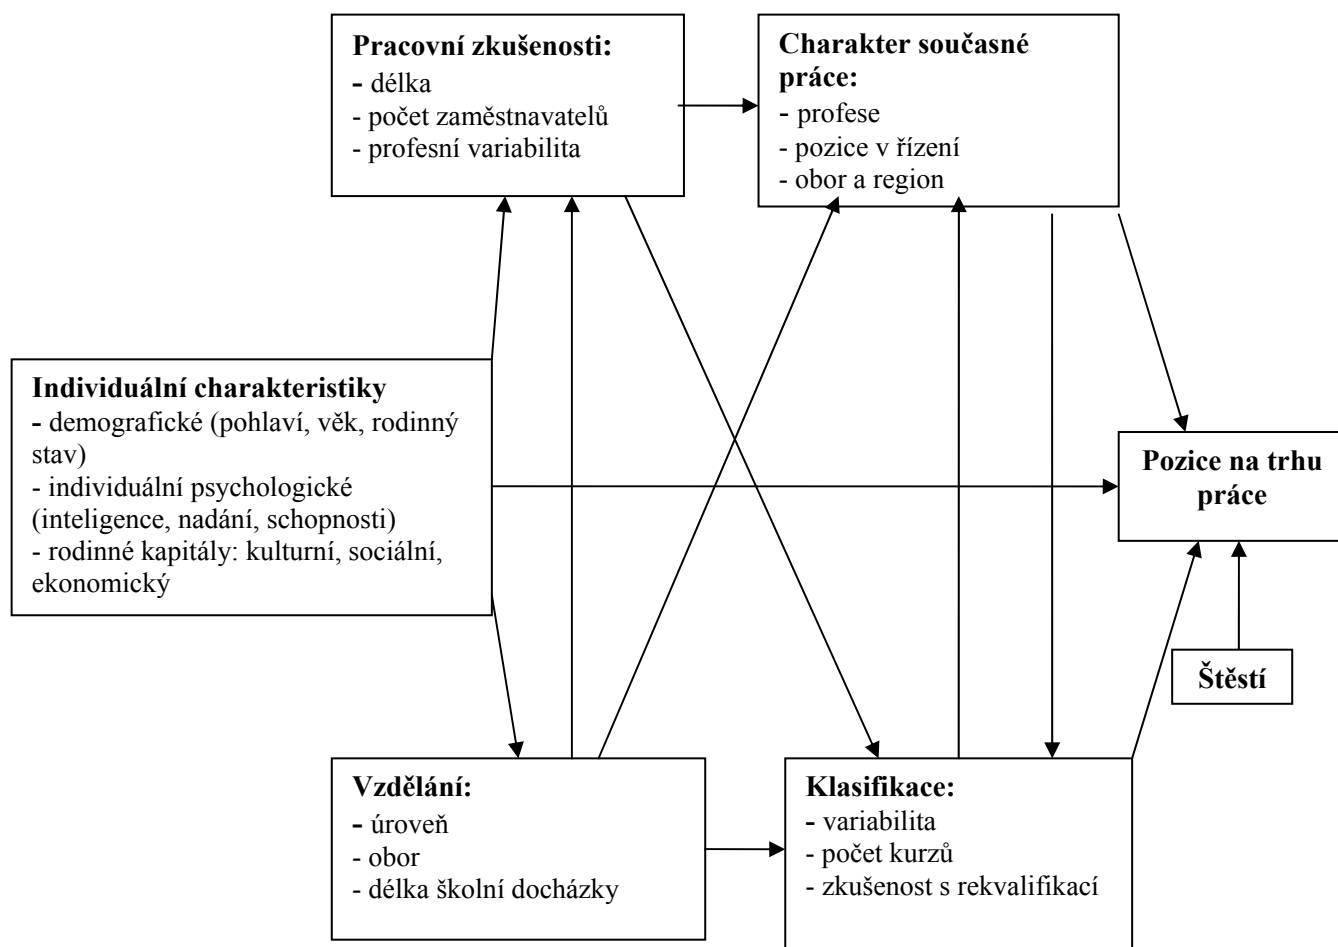 Pracovní zkušenosti:
- délka
- počet zaměstnavatelů
- profesní variabilita
Charakter současné
práce:
- profese
- pozice v řízení
- obor a region
Individuální charakteristiky
- demografické (pohlaví, věk, rodinný
stav)
- individuální psychologické
(inteligence, nadání, schopnosti)
- rodinné kapitály: kulturní, sociální,
ekonomický
Pozice na trhu
práce
Štěstí
Vzdělání:
- úroveň
- obor
- délka školní docházky
Klasifikace:
- variabilita
- počet kurzů
- zkušenost s rekvalifikací